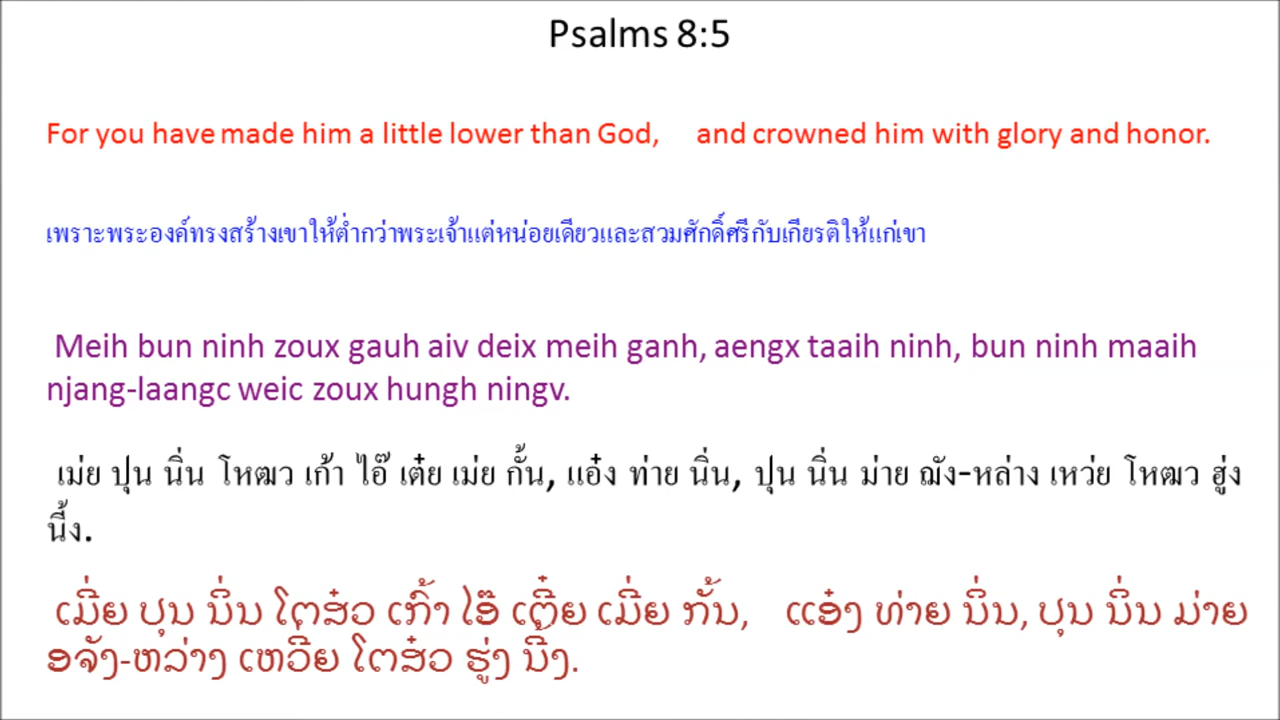 Psalms 8:5
For you have made him a little lower than God, and crowned him with glory and honor.
เพราะพระองค์ทรงสร้างเขาให้ต่ำกว่าพระเจ้าแต่หน่อยเดียวและสวมศักดิ์ศรีกับเกียรติให้แก่เขา
Meih bun ninh zoux gauh aiv deix meih ganh, aengx taaih ninh, bun ninh maaih
njang-laangc weic zoux hungh ningv.
เม่ย ปุน นิ่น โหฒว เก้า ไอ๊ เต๋ย เม่ย กั้น, แอ๋ง ท่าย นิ่น, ปุน นิ่น ม่าย ฌัง-หล่าง เหว่ย โหฒว ฮู่ง
นี้ง.
ເມີ່ຍ ປຸນ ນິ່ນ ໂຕສ໋ວ ເກົ້າ ໄອ໊ ເຕີ໋ຍ ເມີ່ຍ ກັ້ນ, ແອ໋ງ ທ່າຍ ນິ່ນ, ປຸນ ນິ່ນ ມ່າຍ
ອຈັງ-ຫລ່າງ ເຫວີ່ຍ ໂຕສ໋ວ ຮູ່ງ ນີ້ງ.